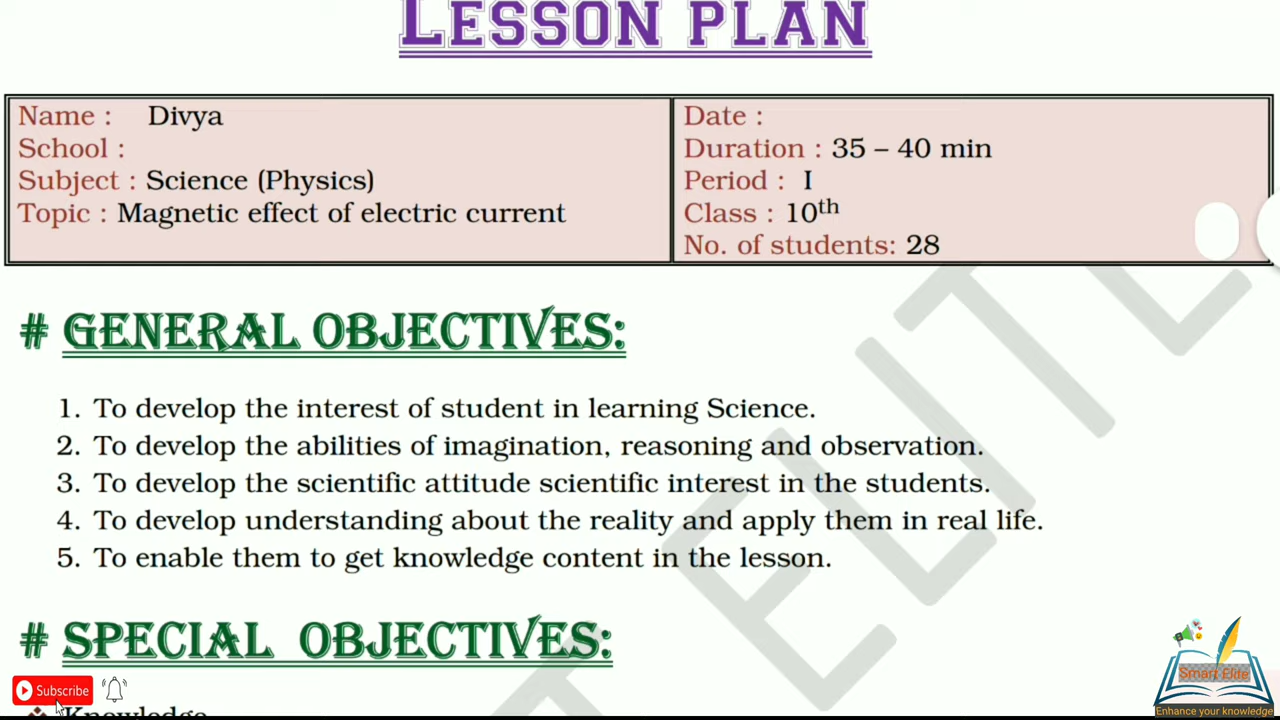 LESSON PLAN
Name : Divya
School :
Subject : Science (Physics)
Topic : Magnetic effect of electric current
Date :
Duration : 35 – 40 min
Period : I
Class : 10th
No. of students: 28
# GENERAL OBJECTIVES:
1. To develop the interest of student in learning Science.
2. To develop the abilities of imagination, reasoning and observation.
3. To develop the scientific attitude scientific interest in the students.
4. To develop understanding about the reality and apply them in real life.
5. To enable them to get knowledge content in the lesson.
# SPECIAL OBJECTIVES:
Knowledge
Subscribe
Smart Elite
Enhance your knowledge
ELITE